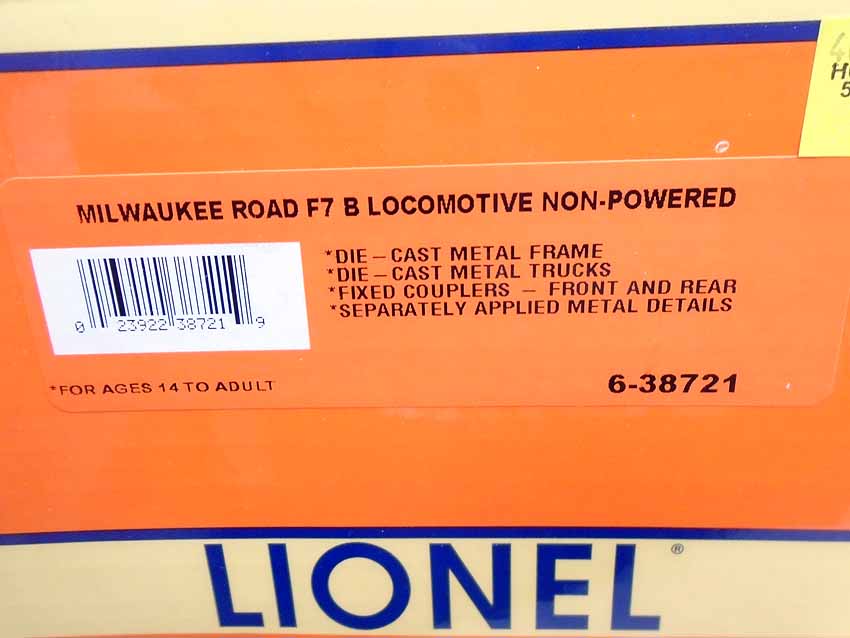 MILWAUKEE ROAD F7 B LOCOMOTIVE NON-POWERED
*DIE-CAST METAL FRAME
*DIE-CAST METAL TRUCKS
*FIXED COUPLERS - FRONT AND REAR
*SEPARATELY APPLIED METAL DETAILS
0 23922 38721 9
*FOR AGES 14 TO ADULT
6-38721
LIONEL®